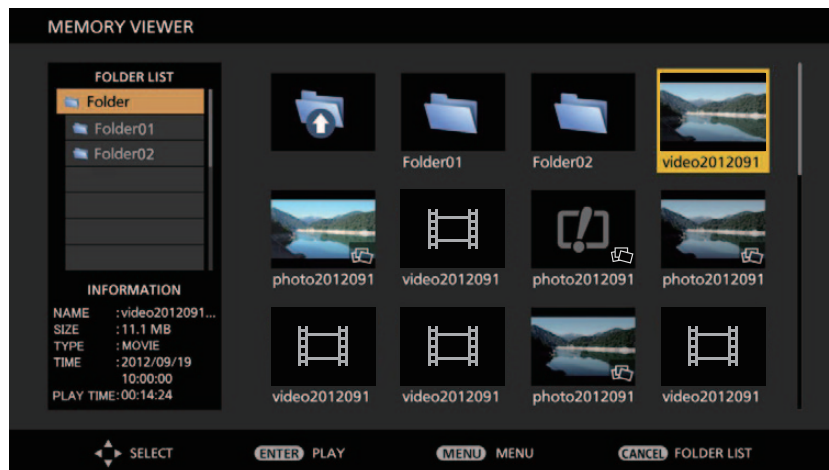 MEMORY VIEWER
FOLDER LIST
Folder
Folder01
Folder02
Folder01
Folder02
video2012091
photo2012091
video2012091
photo2012091
photo2012091
video2012091
video2012091
photo2012091
video2012091
INFORMATION
NAME :video2012091...
SIZE :11.1 MB
TYPE :MOVIE
TIME :2012/09/19
10:00:00
PLAY TIME:00:14:24
SELECT
ENTER PLAY
MENU MENU
CANCEL FOLDER LIST